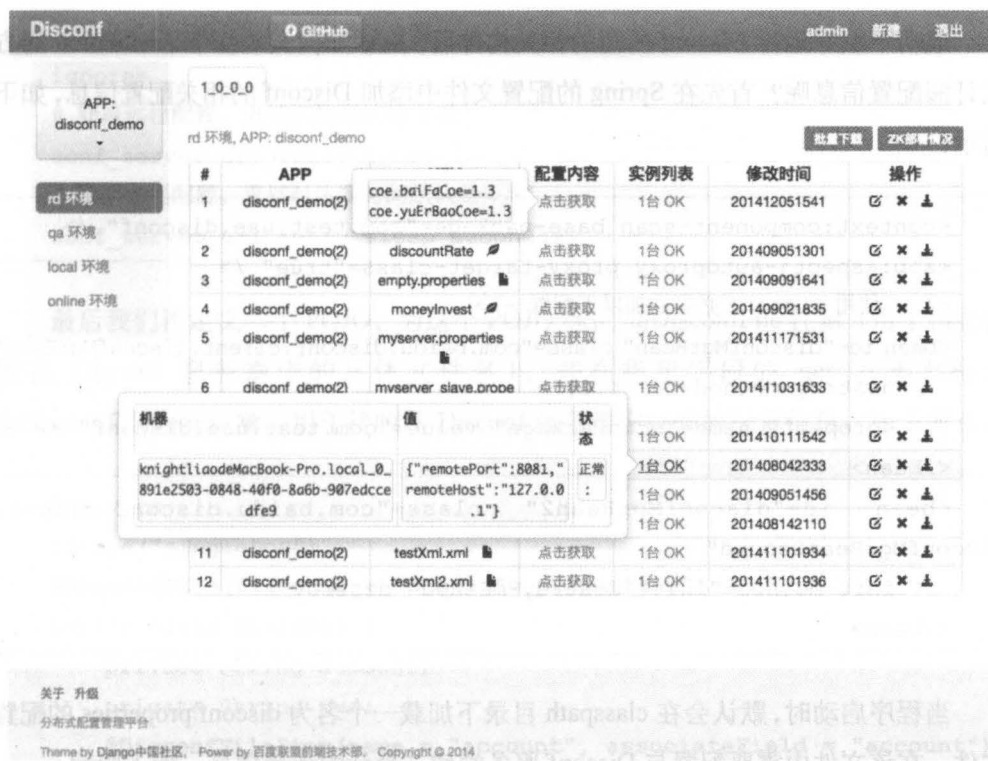 Disconf GitHub admin 新建 退出
1_0_0_0
APP:
disconf_demo
rd 环境, APP: disconf_demo 批量下载 ZK部署情况
rd 环境
qa 环境
local 环境
online 环境
# APP 配置内容 实例列表 修改时间 操作
coe.baiFaCoe=1.3
coe.yuErBaoCoe=1.3
1 disconf_demo(2) 点击获取 1台 OK 201412051541
2 disconf_demo(2) discountRate 点击获取 1台 OK 201409051301
3 disconf_demo(2) empty.properties 点击获取 1台 OK 201409091641
4 disconf_demo(2) moneyInvest 点击获取 1台 OK 201409021835
5 disconf_demo(2) myserver.properties 点击获取 1台 OK 201411171531
6 disconf_demo(2) myserver_slave.prope 点击获取 1台 OK 201411031633
机器 值 状态
knightliaodeMacBook-Pro.local_0_
891e2503-0848-40f0-8a6b-907edcce
dfe9
{"remotePort":8081,"
remoteHost":"127.0.0
.1"}
正常
:
1台 OK 201410111542
1台 OK 201408042333
1台 OK 201409051456
1台 OK 201408142110
11 disconf_demo(2) testXml.xml 点击获取 1台 OK 201411101934
12 disconf_demo(2) testXml2.xml 点击获取 1台 OK 201411101936
关于 升级
分布式配置管理平台
Theme by Django中国社区, Power by 百度 Copyright © 2014